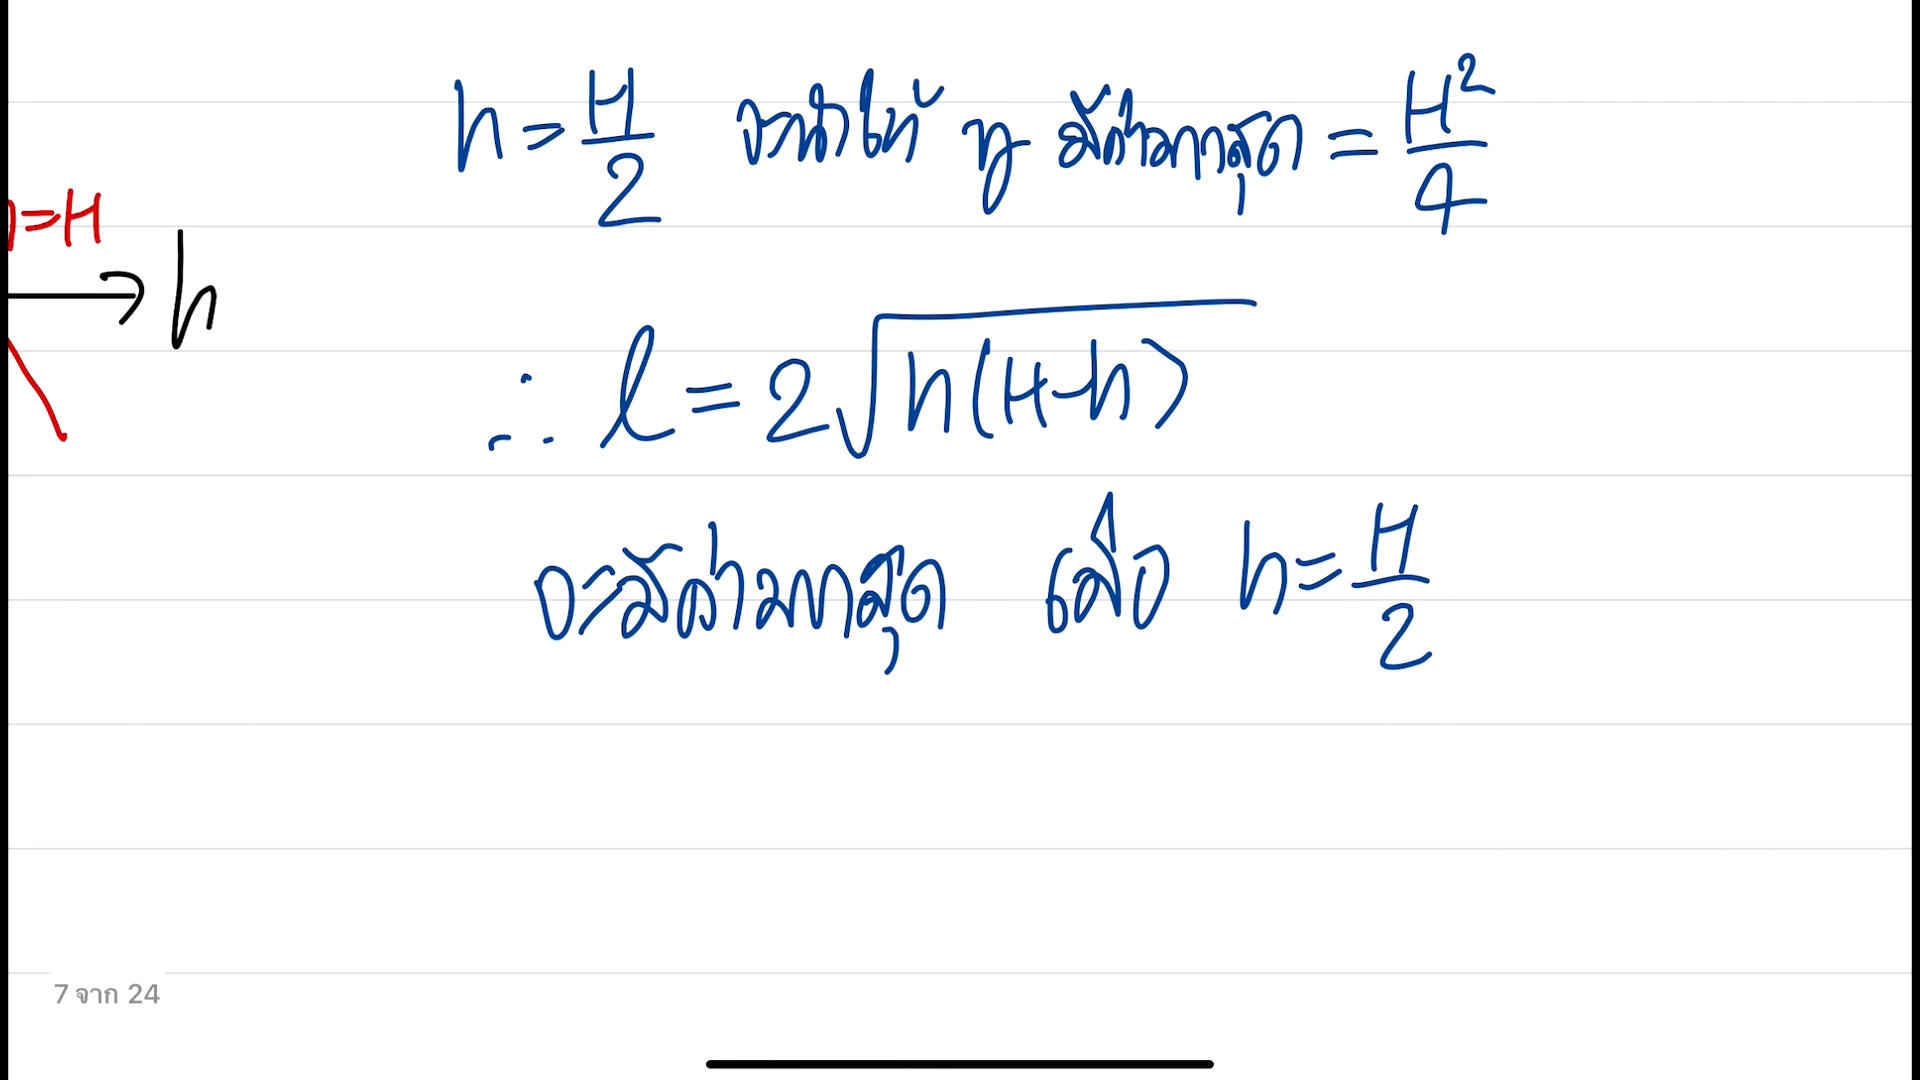 h = H/2 จะทำให้ y มีค่ามากสุด = H²/4
=H
h
∴ l = 2√h(H-h)
จะมีค่ามากสุด เมื่อ h = H/2
7 จาก 24